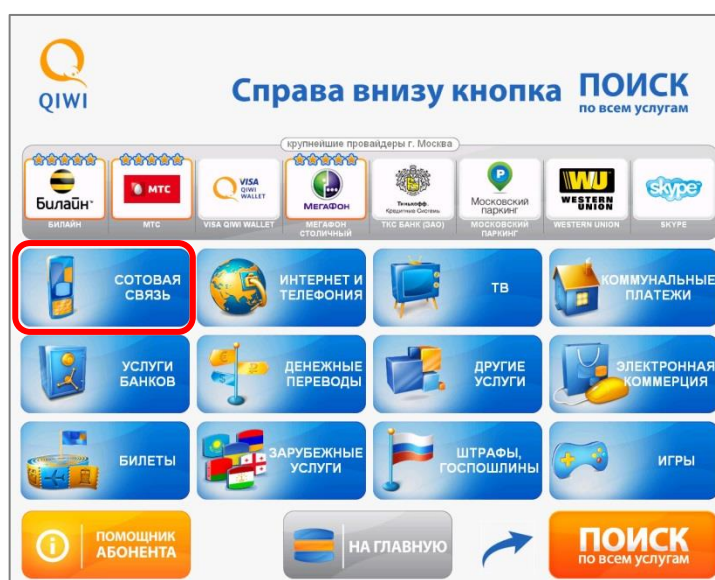 QIWI
Справа внизу кнопка ПОИСК
по всем услугам
крупнейшие провайдеры г. Москва
Билайн
МТС
VISA
QIWI
WALLET
МЕГАФОН
Тинькофф
Кредитные Системы
P
Московский
паркинг
WU
WESTERN
UNION
skype
БИЛАЙН
МТС
VISA QIWI WALLET
МЕГАФОН
СТОЛИЧНЫЙ
ТКС БАНК (ЗАО)
МОСКОВСКИЙ
ПАРКИНГ
WESTERN UNION
SKYPE
СОТОВАЯ
СВЯЗЬ
ИНТЕРНЕТ И
ТЕЛЕФОНИЯ
ТВ
КОММУНАЛЬНЫЕ
ПЛАТЕЖИ
УСЛУГИ
БАНКОВ
ДЕНЕЖНЫЕ
ПЕРЕВОДЫ
ДРУГИЕ
УСЛУГИ
ЭЛЕКТРОННАЯ
КОММЕРЦИЯ
БИЛЕТЫ
ЗАРУБЕЖНЫЕ
УСЛУГИ
ШТРАФЫ,
ГОСПОШЛИНЫ
ИГРЫ
ПОМОЩНИК
АБОНЕНТА
НА ГЛАВНУЮ
ПОИСК
по всем услугам